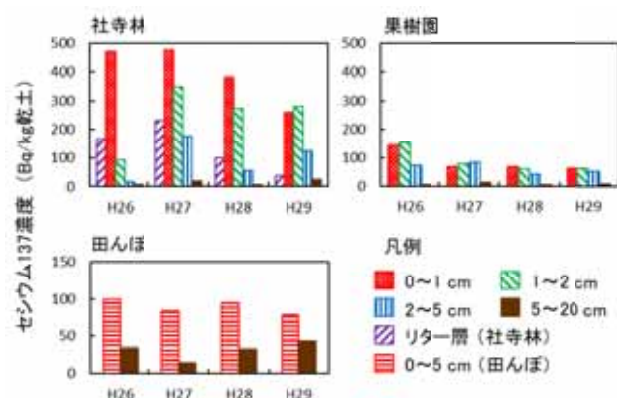 社寺林
500
400
300
200
100
0
H26 H27 H28 H29
果樹園
500
400
300
200
100
0
H26 H27 H28 H29
セシウム137濃度 (Bq/kg乾土)
田んぼ
150
100
50
0
H26 H27 H28 H29
凡例
0～1 cm 1～2 cm
2～5 cm 5～20 cm
リター層 (社寺林)
0～5 cm (田んぼ)